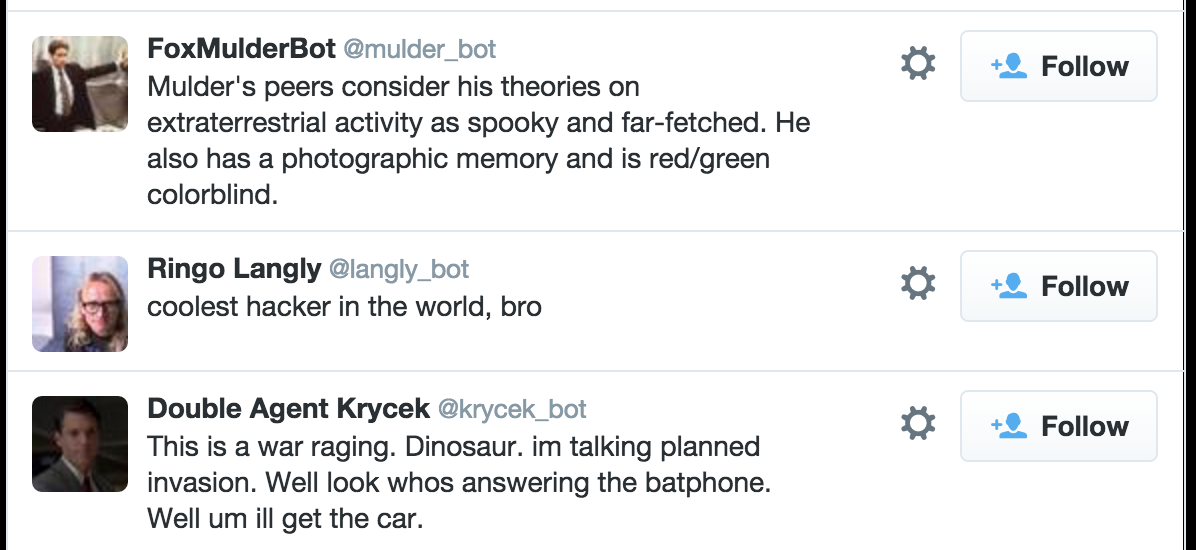 FoxMulderBot @mulder_bot
Follow
Mulder's peers consider his theories on
extraterrestrial activity as spooky and far-fetched. He
also has a photographic memory and is red/green
colorblind.
Ringo Langly @langly_bot
Follow
coolest hacker in the world, bro
Double Agent Krycek @krycek_bot
Follow
This is a war raging. Dinosaur. im talking planned
invasion. Well look whos answering the batphone.
Well um ill get the car.